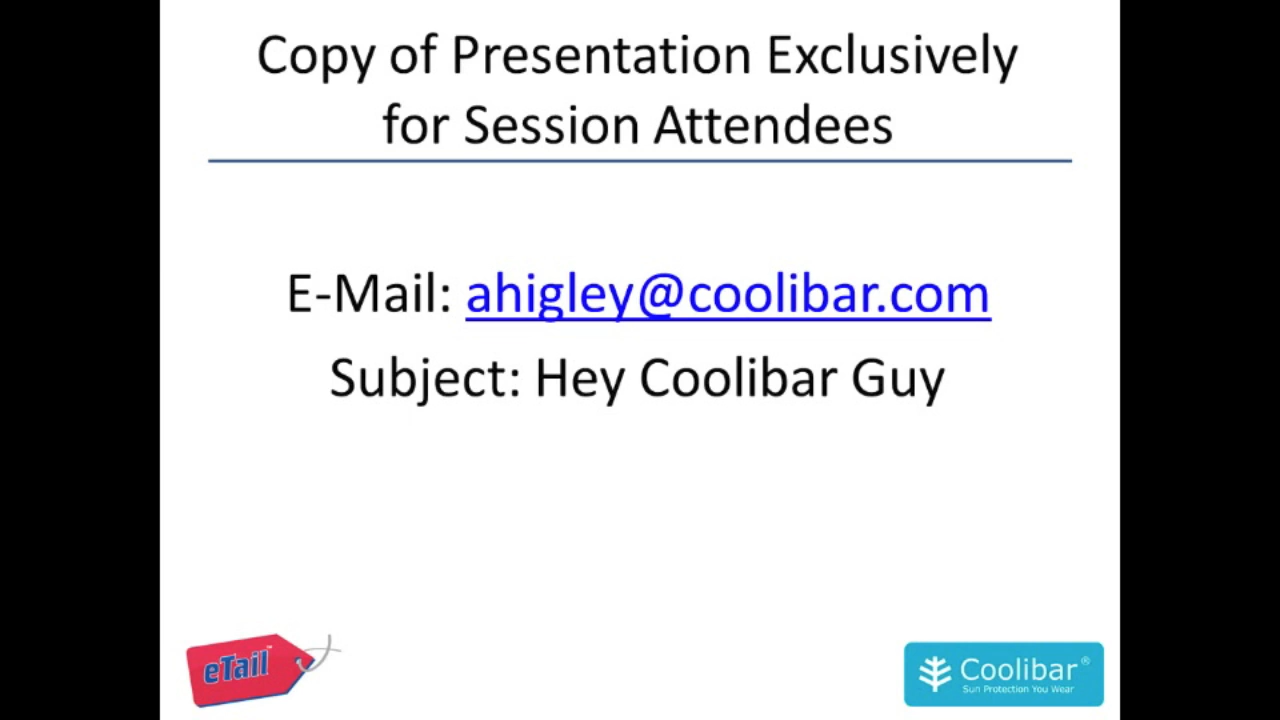 Copy of Presentation Exclusively
for Session Attendees
E-Mail: ahigley@coolibar.com
Subject: Hey Coolibar Guy
eTail
Coolibar®
Sun Protection You Wear